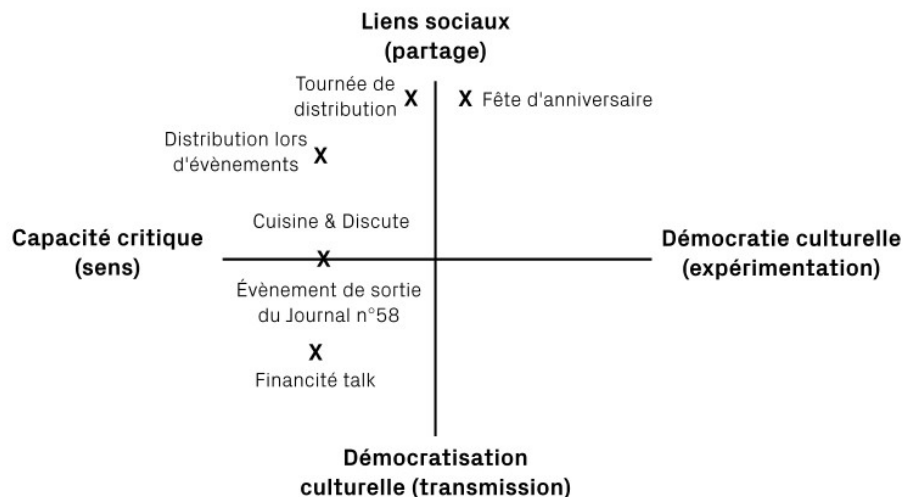 Liens sociaux
(partage)
Tournée de
distribution
X
X
Fête d'anniversaire
Distribution lors
d'évènements
X
Cuisine & Discute
Capacité critique
(sens)
X
Démocratie culturelle
(expérimentation)
Évènement de sortie
du Journal n°58
X
Financité talk
Démocratisation
culturelle (transmission)